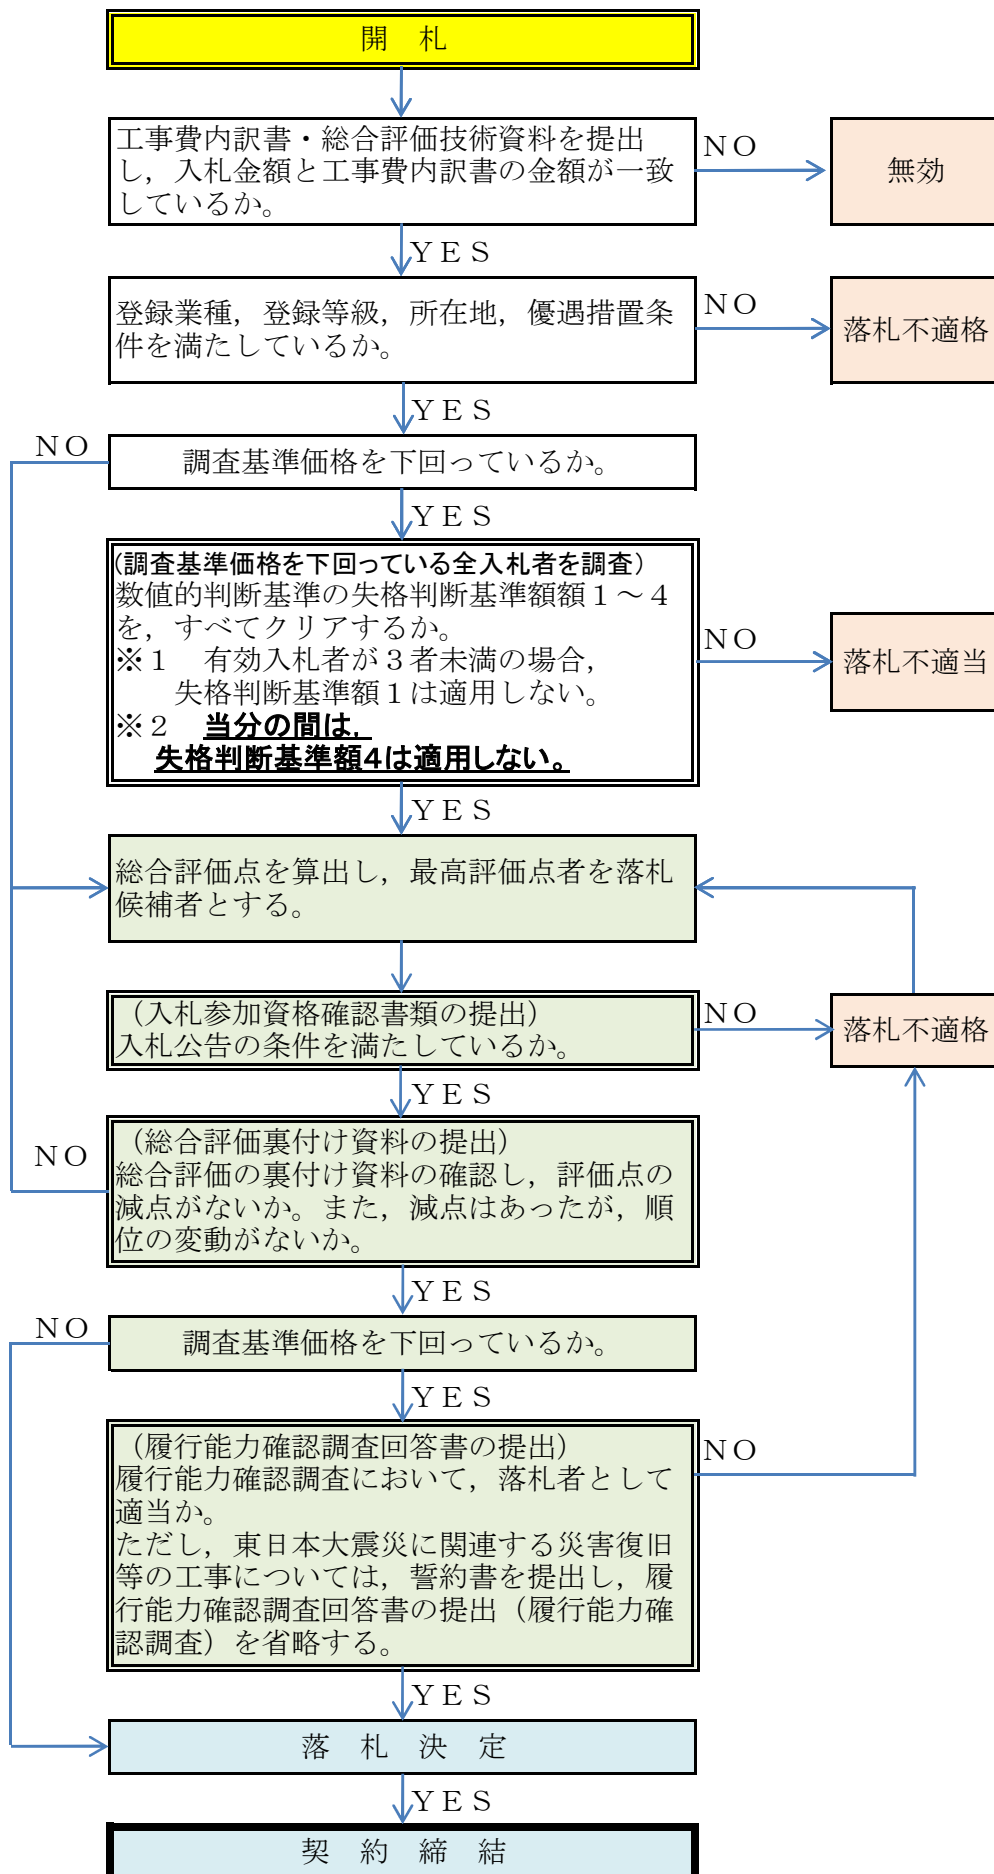 開　札
工事費内訳書・総合評価技術資料を提出
し，入札金額と工事費内訳書の金額が一致
しているか。
ＮＯ
無効
ＹＥＳ
登録業種，登録等級，所在地，優遇措置条
件を満たしているか。
ＮＯ
落札不適格
ＹＥＳ
ＮＯ
調査基準価格を下回っているか。
ＹＥＳ
(調査基準価格を下回っている全入札者を調査）
数値的判断基準の失格判断基準額額１～４
を，すべてクリアするか。
※１　有効入札者が３者未満の場合，
失格判断基準額１は適用しない。
※２　当分の間は，
失格判断基準額4は適用しない。
ＮＯ
落札不適当
ＹＥＳ
総合評価点を算出し，最高評価点者を落札
候補者とする。
（入札参加資格確認書類の提出）
入札公告の条件を満たしているか。
ＮＯ
落札不適格
ＹＥＳ
ＮＯ
（総合評価裏付け資料の提出）
総合評価の裏付け資料の確認し，評価点の
減点がないか。また，減点はあったが，順
位の変動がないか。
ＹＥＳ
ＮＯ
調査基準価格を下回っているか。
ＹＥＳ
（履行能力確認調査回答書の提出）
履行能力確認調査において，落札者として
適当か。
ただし，東日本大震災に関連する災害復旧
等の工事については，誓約書を提出し，履
行能力確認調査回答書の提出（履行能力確
認調査）を省略する。
ＮＯ
ＹＥＳ
落　札　決　定
ＹＥＳ
契　約　締　結